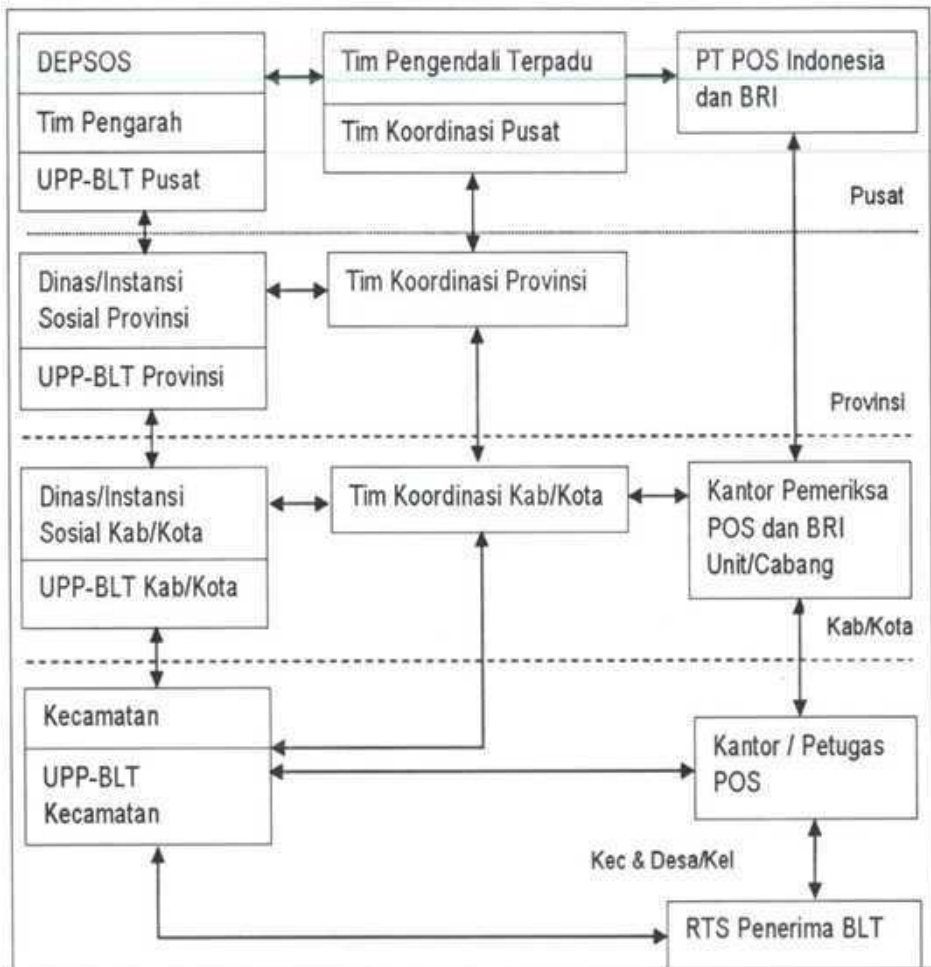 DEPSOS
Tim Pengarah
UPP-BLT Pusat
Tim Pengendali Terpadu
Tim Koordinasi Pusat
PT POS Indonesia
dan BRI
Pusat
Dinas/Instansi
Sosial Provinsi
UPP-BLT Provinsi
Tim Koordinasi Provinsi
Provinsi
Dinas/Instansi
Sosial Kab/Kota
UPP-BLT Kab/Kota
Tim Koordinasi Kab/Kota
Kantor Pemeriksa
POS dan BRI
Unit/Cabang
Kab/Kota
Kecamatan
UPP-BLT
Kecamatan
Kantor / Petugas
POS
Kec & Desa/Kel
RTS Penerima BLT